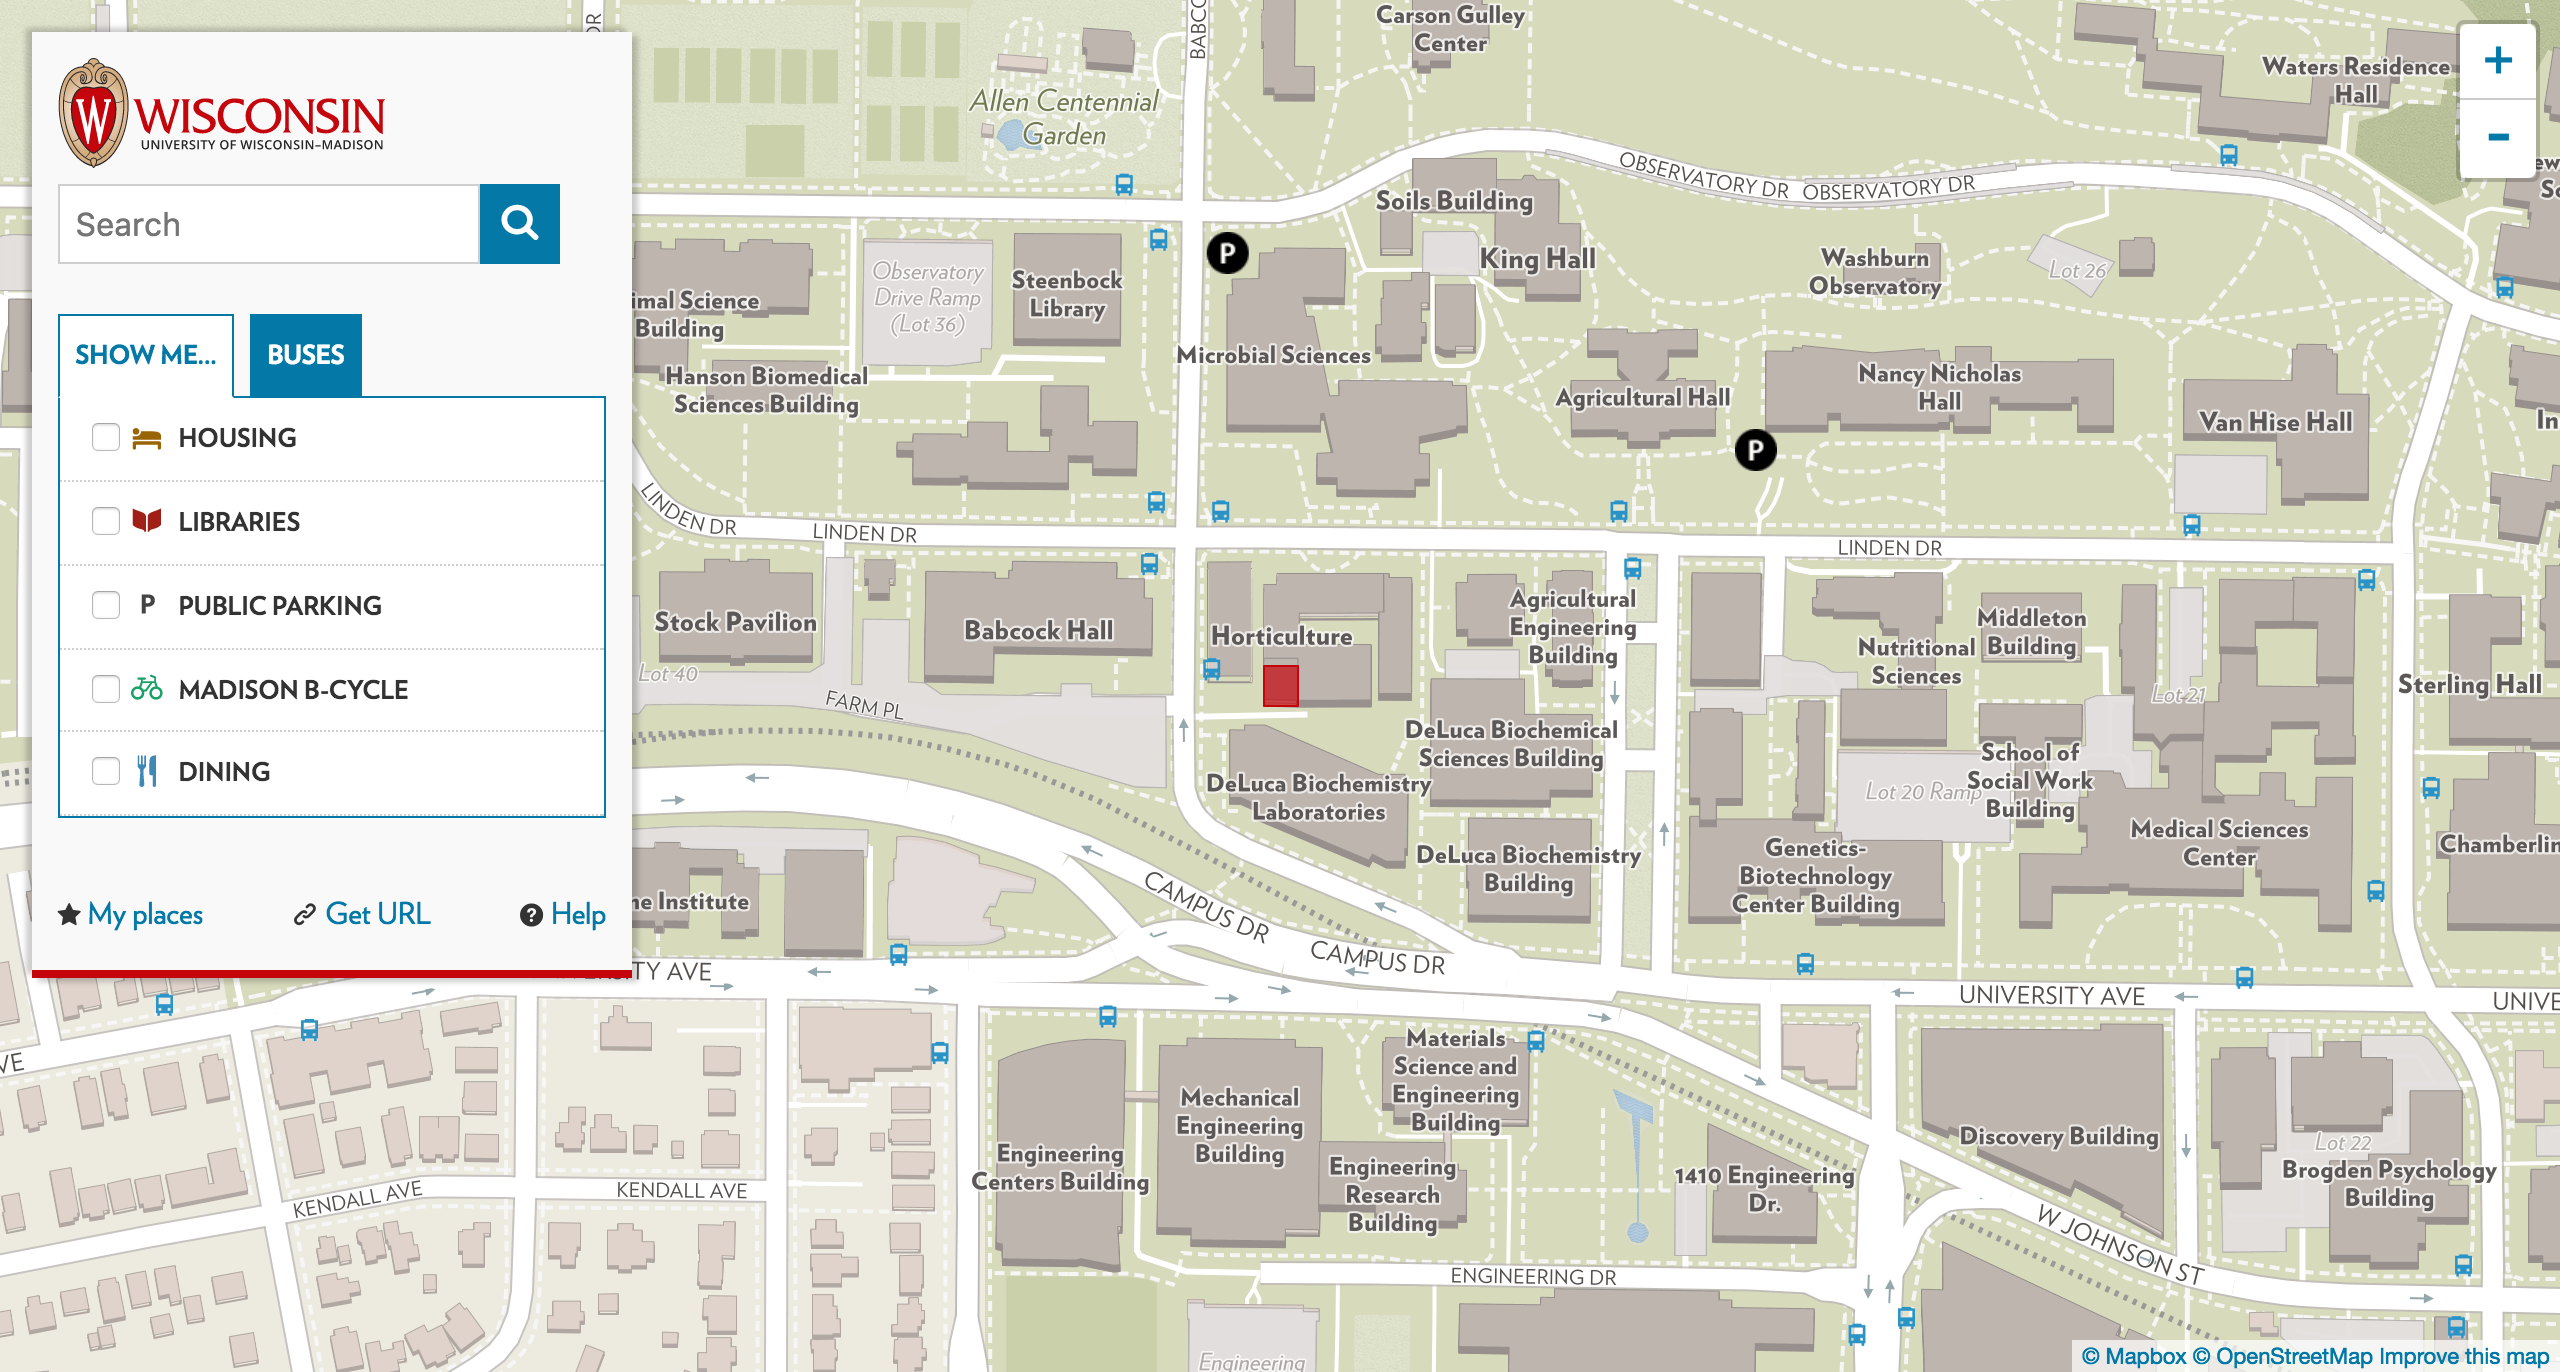 WISCONSIN
UNIVERSITY OF WISCONSIN–MADISON
Search
SHOW ME...
BUSES
HOUSING
LIBRARIES
P PUBLIC PARKING
MADISON B-CYCLE
DINING
My places
Get URL
? Help
DR
BABCO
Carson Gulley
Center
Allen Centennial
Garden
Waters Residence
Hall
+
-
OBSERVATORY DR
OBSERVATORY DR
Soils Building
King Hall
Washburn
Observatory
Lot 26
P
Observatory
Drive Ramp
(Lot 36)
Steenbock
Library
imal Science
Building
Hanson Biomedical
Sciences Building
Microbial Sciences
Agricultural Hall
Nancy Nicholas
Hall
Van Hise Hall
In
P
LINDEN DR
LINDEN DR
LINDEN DR
Stock Pavilion
Babcock Hall
Horticulture
Agricultural
Engineering
Building
Nutritional
Sciences
Middleton
Building
Lot 40
FARM PL
Lot 21
Sterling Hall
DeLuca Biochemical
Sciences Building
DeLuca Biochemistry
Laboratories
DeLuca Biochemistry
Building
Lot 20 Ramp
School of
Social Work
Building
Genetics-
Biotechnology
Center Building
Medical Sciences
Center
Chamberlin
ne Institute
CAMPUS DR
CAMPUS DR
TY AVE
UNIVERSITY AVE
UNIVE
VE
KENDALL AVE
KENDALL AVE
Engineering
Centers Building
Mechanical
Engineering
Building
Materials
Science and
Engineering
Building
Engineering
Research
Building
1410 Engineering
Dr.
Discovery Building
Lot 22
Brogden Psychology
Building
W JOHNSON ST
ENGINEERING DR
Engineering
© Mapbox © OpenStreetMap Improve this map